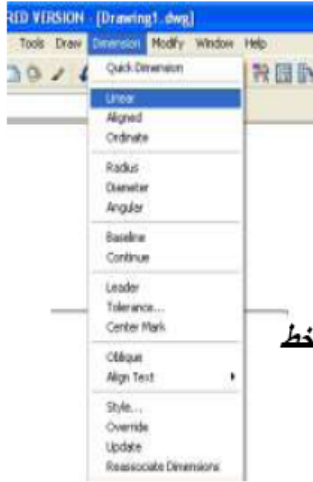 RED VERSION - [Drawing1.dwg]
Tools Draw Dimension Modify Window Help
Quick Dimension
Linear
Aligned
Ordinate
Radius
Diameter
Angular
Baseline
Continue
Leader
Tolerance...
Center Mark
خط
Oblique
Align Text
Style...
Override
Update
Reassociate Dimensions